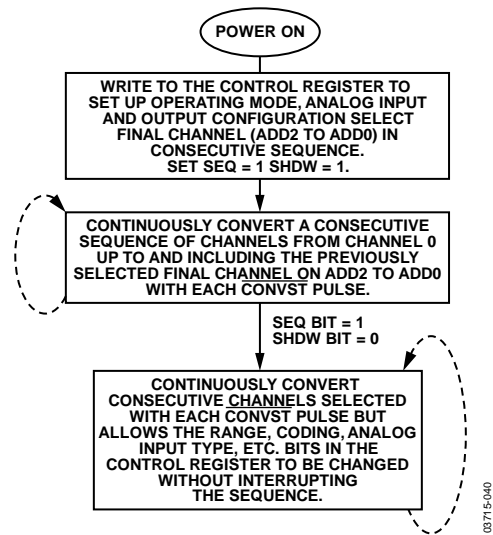 POWER ON
WRITE TO THE CONTROL REGISTER TO
SET UP OPERATING MODE, ANALOG INPUT
AND OUTPUT CONFIGURATION SELECT
FINAL CHANNEL (ADD2 TO ADD0) IN
CONSECUTIVE SEQUENCE.
SET SEQ = 1 SHDW = 1.
CONTINUOUSLY CONVERT A CONSECUTIVE
SEQUENCE OF CHANNELS FROM CHANNEL 0
UP TO AND INCLUDING THE PREVIOUSLY
SELECTED FINAL CHANNEL ON ADD2 TO ADD0
WITH EACH CONVST PULSE.
SEQ BIT = 1
SHDW BIT = 0
CONTINUOUSLY CONVERT
CONSECUTIVE CHANNELS SELECTED
WITH EACH CONVST PULSE BUT
ALLOWS THE RANGE, CODING, ANALOG
INPUT TYPE, ETC. BITS IN THE
CONTROL REGISTER TO BE CHANGED
WITHOUT INTERRUPTING
THE SEQUENCE.
03715-040